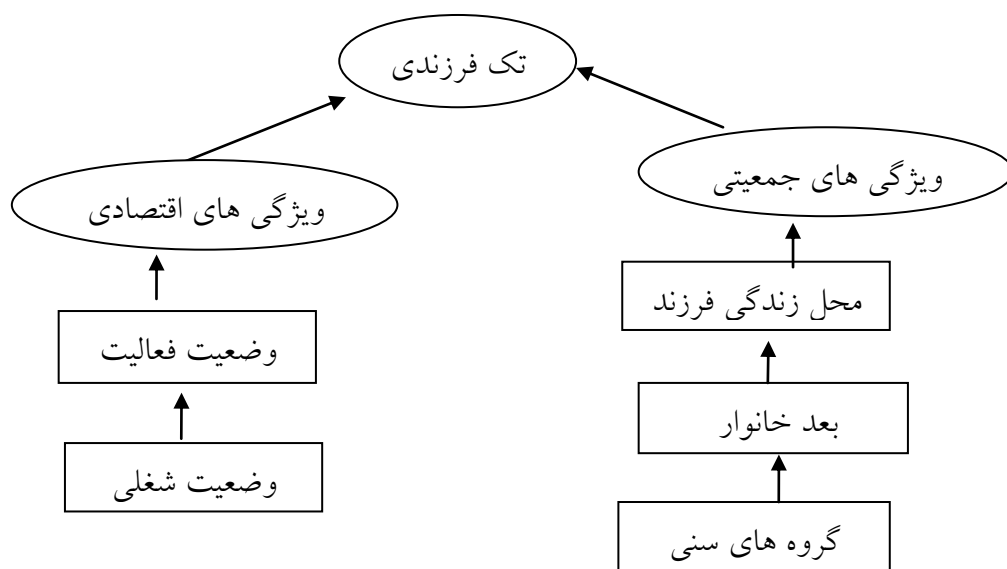 تک فرزندی
ویژگی های جمعیتی
ویژگی های اقتصادی
محل زندگی فرزند
وضعیت فعالیت
بعد خانوار
وضعیت شغلی
گروه های سنی